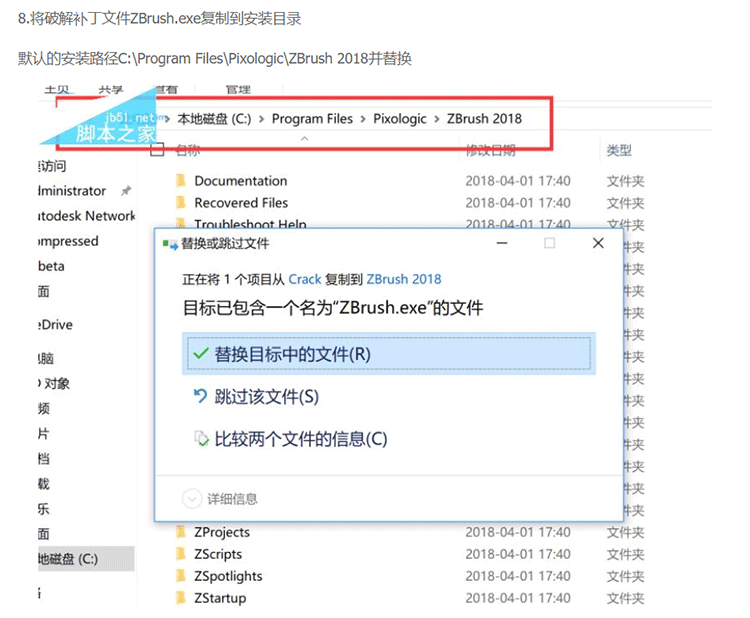 8.将破解补丁文件ZBrush.exe复制到安装目录
默认的安装路径C:\Program Files\Pixologic\ZBrush 2018并替换
主页 共享 查看 管理
jb51.net
脚本之家
本地磁盘 (C:) > Program Files > Pixologic > ZBrush 2018
名称 修改日期 类型
访问
dministrator
utodesk Network
ompressed
beta
面
eDrive
脑
D 对象
频
片
档
载
乐
面
地磁盘 (C:)
Documentation 2018-04-01 17:40 文件夹
Recovered Files 2018-04-01 17:40 文件夹
Troubleshoot Help 2018-04-01 17:40 文件夹
替换或跳过文件
正在将 1 个项目从 Crack 复制到 ZBrush 2018
目标已包含一个名为“ZBrush.exe”的文件
替换目标中的文件(R)
跳过该文件(S)
比较两个文件的信息(C)
详细信息
ZProjects 2018-04-01 17:40 文件夹
ZScripts 2018-04-01 17:40 文件夹
ZSpotlights 2018-04-01 17:40 文件夹
ZStartup 2018-04-01 17:40 文件夹